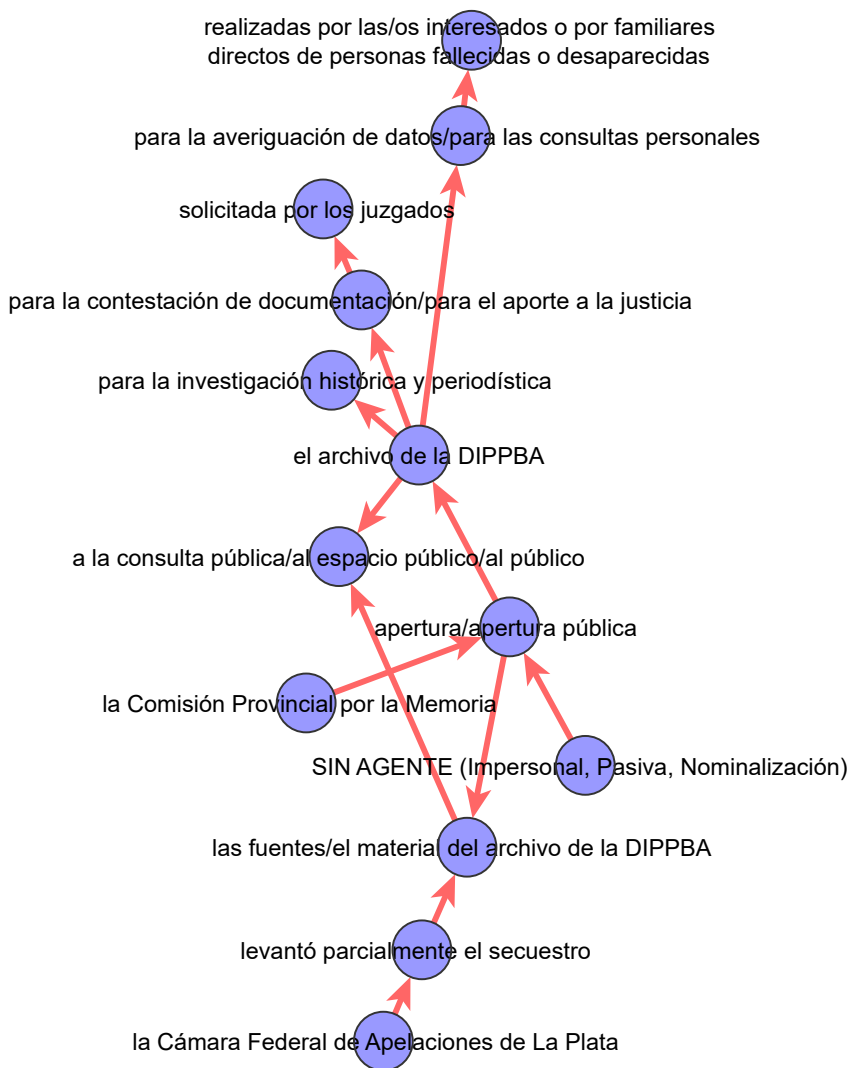 realizadas por las/os interesados o por familiares
directos de personas fallecidas o desaparecidas
para la averiguación de datos/para las consultas personales
solicitada por los juzgados
para la contestación de documentación/para el aporte a la justicia
para la investigación histórica y periodística
el archivo de la DIPPBA
a la consulta pública/al espacio público/al público
apertura/apertura pública
la Comisión Provincial por la Memoria
SIN AGENTE (Impersonal, Pasiva, Nominalización)
las fuentes/el material del archivo de la DIPPBA
levantó parcialmente el secuestro
la Cámara Federal de Apelaciones de La Plata